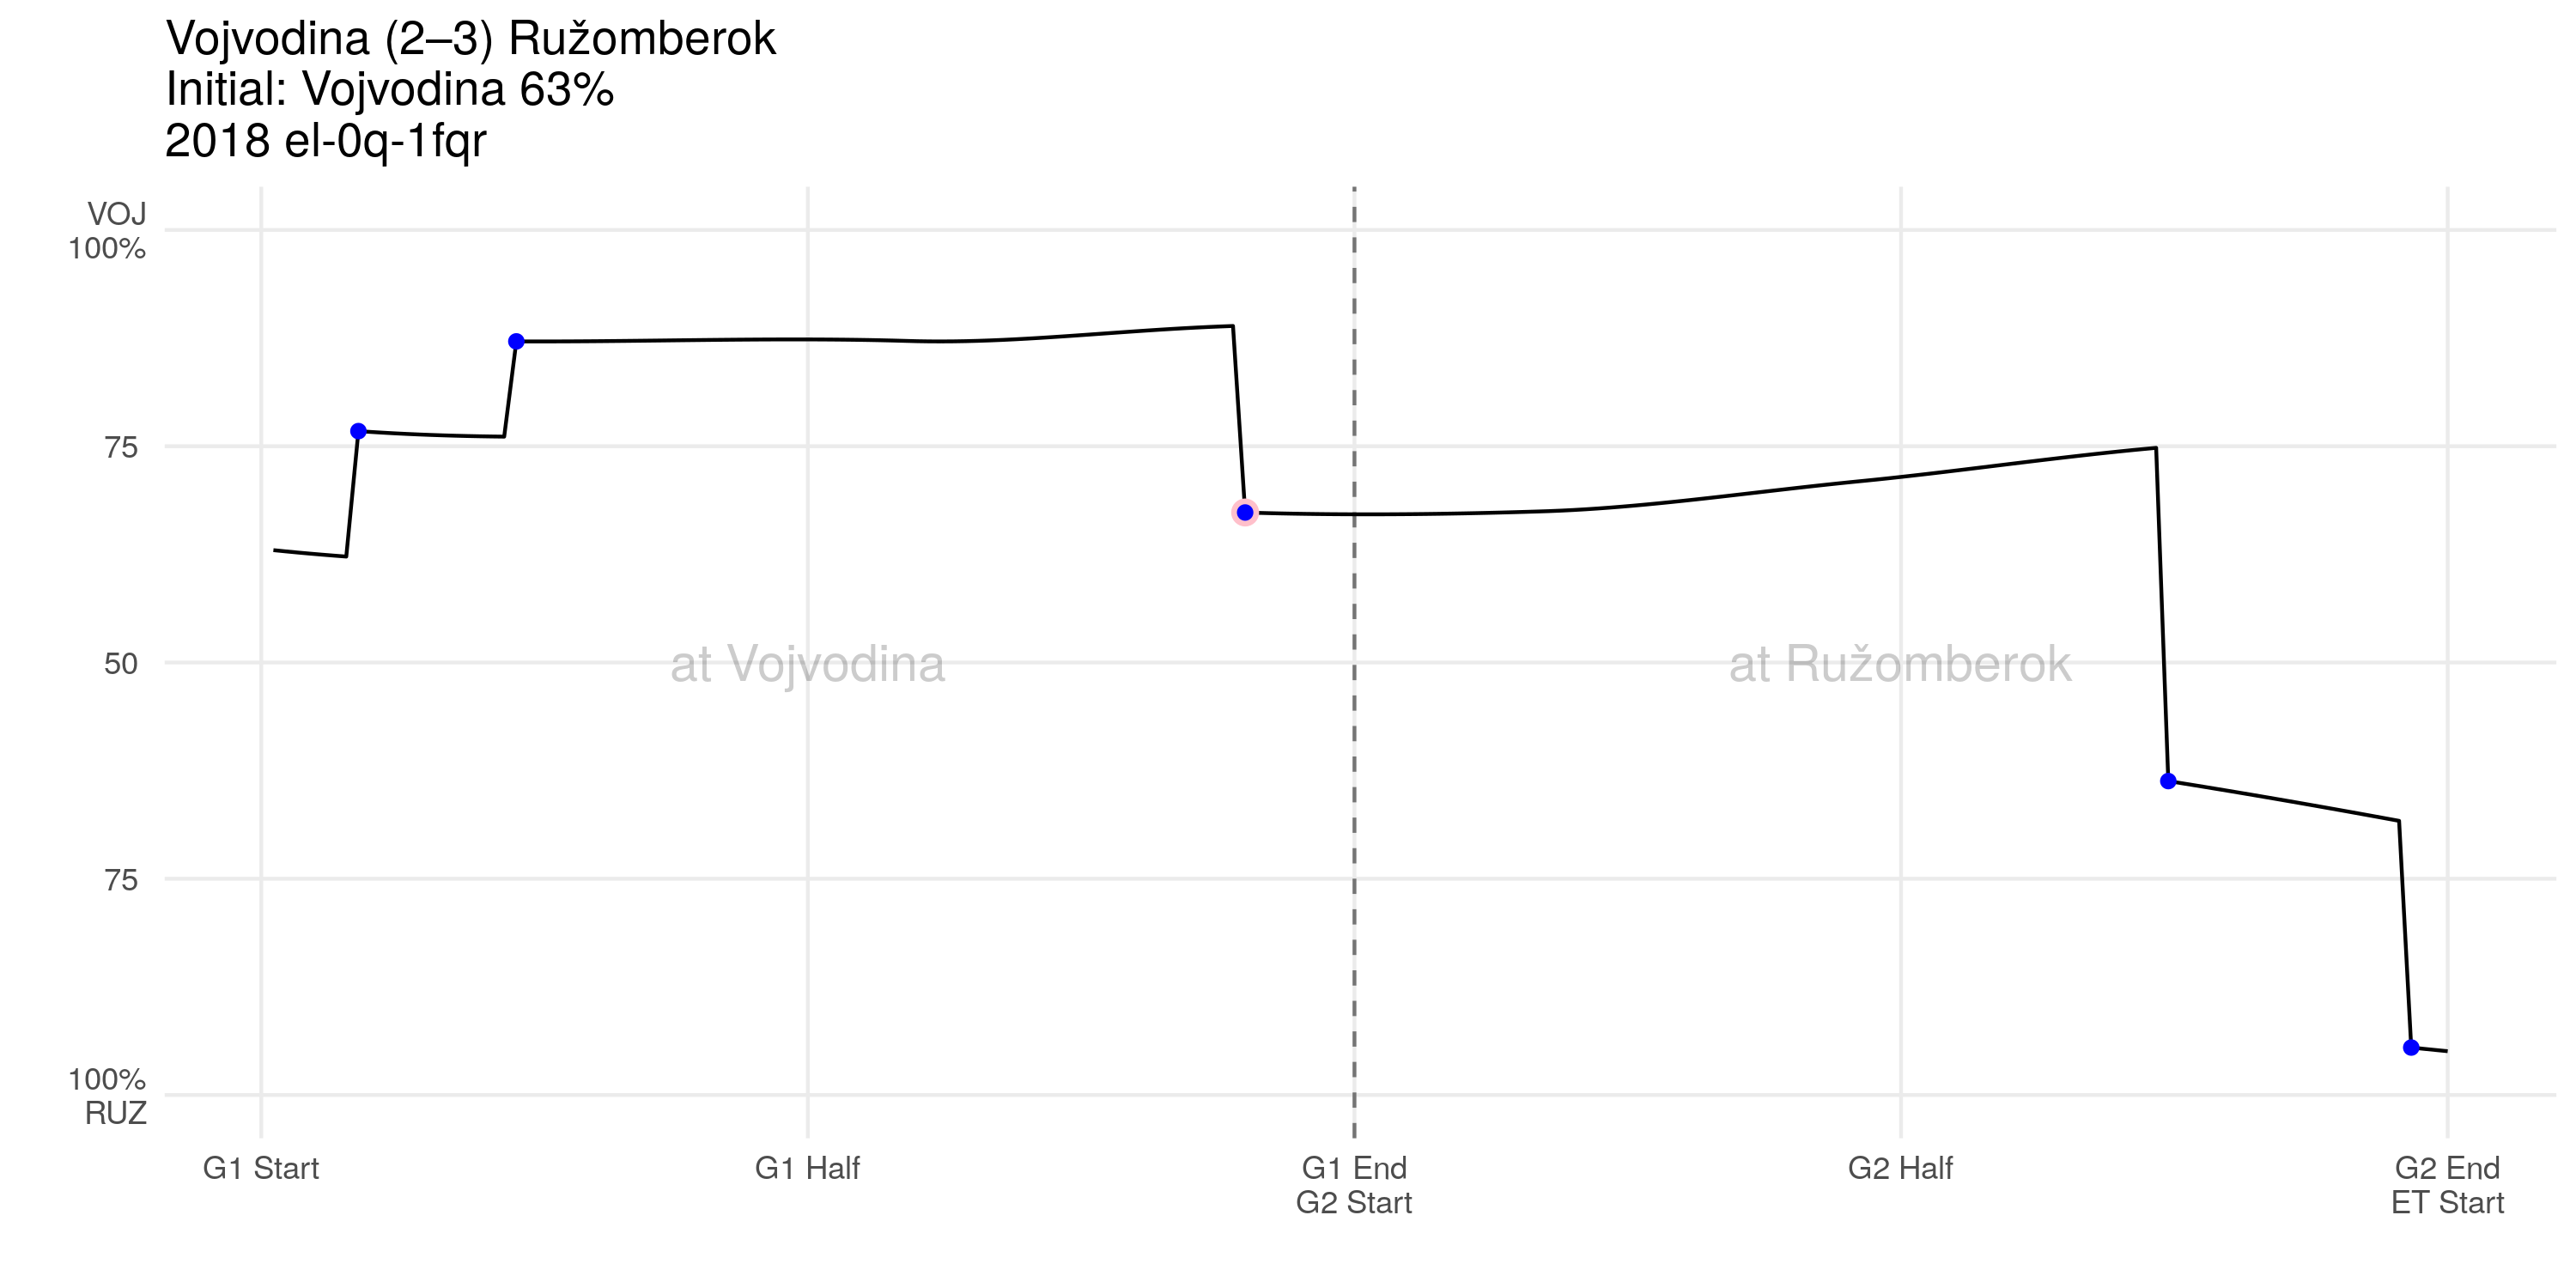 Vojvodina (2–3) Ružomberok
Initial: Vojvodina 63%
2018 el-0q-1fqr
VOJ
100%
75
50
75
100%
RUZ
at Vojvodina
at Ružomberok
G1 Start
G1 Half
G1 End
G2 Start
G2 Half
G2 End
ET Start